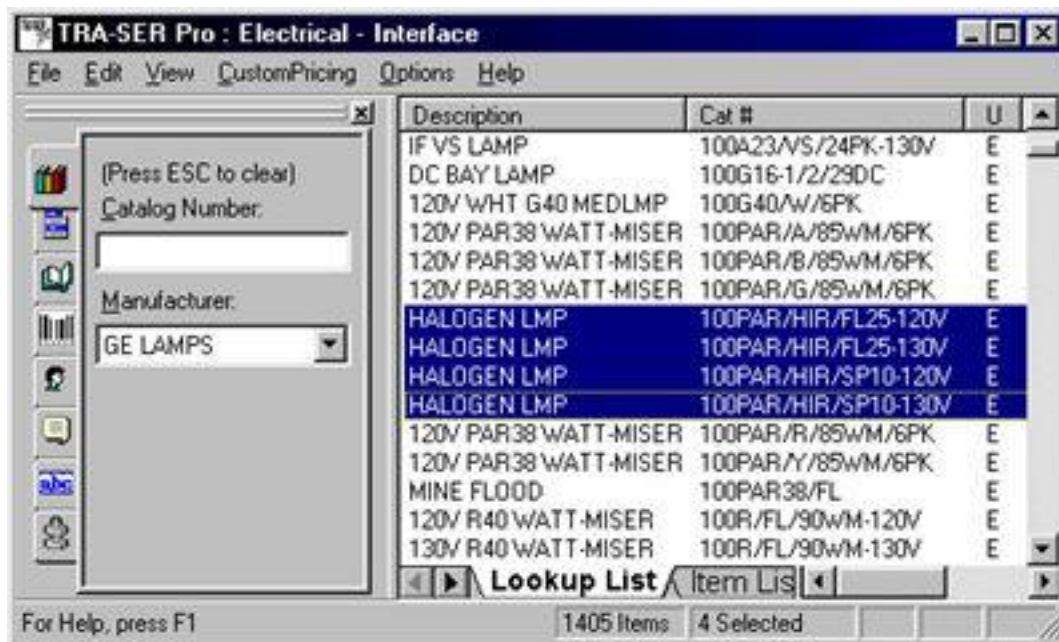 TRA-SER Pro : Electrical - Interface
File Edit View CustomPricing Options Help
(Press ESC to clear)
Catalog Number:
Manufacturer:
GE LAMPS
abc
Description Cat # U
IF VS LAMP 100A23/VS/24PK-130V E
DC BAY LAMP 100G16-1/2/29DC E
120V WHT G40 MEDLMP 100G40/W/6PK E
120V PAR38 WATT-MISER 100PAR/A/85WM/6PK E
120V PAR38 WATT-MISER 100PAR/B/85WM/6PK E
120V PAR38 WATT-MISER 100PAR/G/85WM/6PK E
HALOGEN LMP 100PAR/HIR/FL25-120V E
HALOGEN LMP 100PAR/HIR/FL25-130V E
HALOGEN LMP 100PAR/HIR/SP10-120V E
HALOGEN LMP 100PAR/HIR/SP10-130V E
120V PAR38 WATT-MISER 100PAR/R/85WM/6PK E
120V PAR38 WATT-MISER 100PAR/Y/85WM/6PK E
MINE FLOOD 100PAR38/FL E
120V R40 WATT-MISER 100R/FL/90WM-120V E
130V R40 WATT-MISER 100R/FL/90WM-130V E
Lookup List Item Lis
For Help, press F1 1405 Items 4 Selected